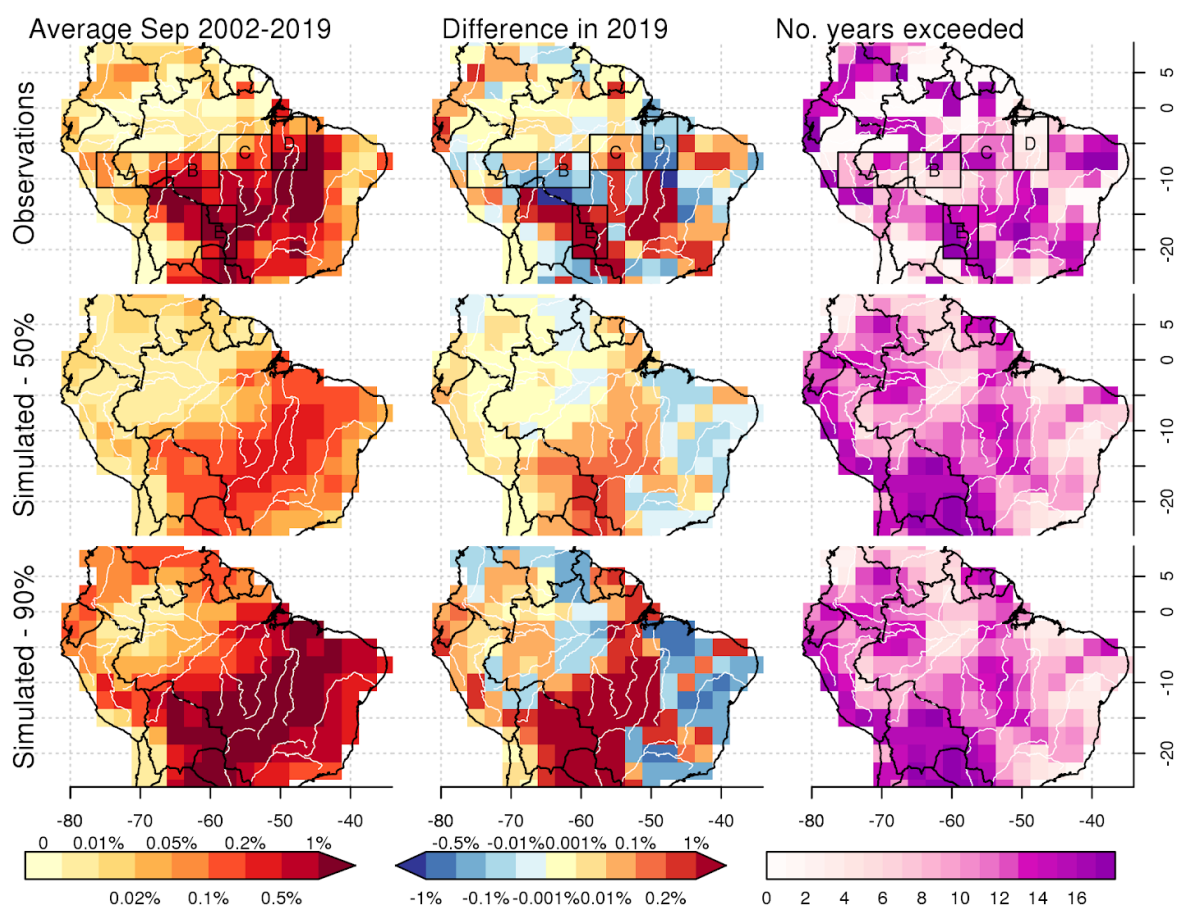 Average Sep 2002-2019 Difference in 2019 No. years exceeded
Observations
A B C D E
A B C D E
A B C D E
5
0
-10
20
Simulated - 50%
5
0
-10
20
Simulated - 90%
5
0
-10
20
-80 -70 -60 -50 -40 -80 -70 -60 -50 -40 -80 -70 -60 -50 -40
0 0.01% 0.05% 0.2% 1%
0.02% 0.1% 0.5%
-0.5% -0.01% 0.001% 0.1% 1%
-1% -0.1% -0.001% 0.01% 0.2%
0 2 4 6 8 10 12 14 16